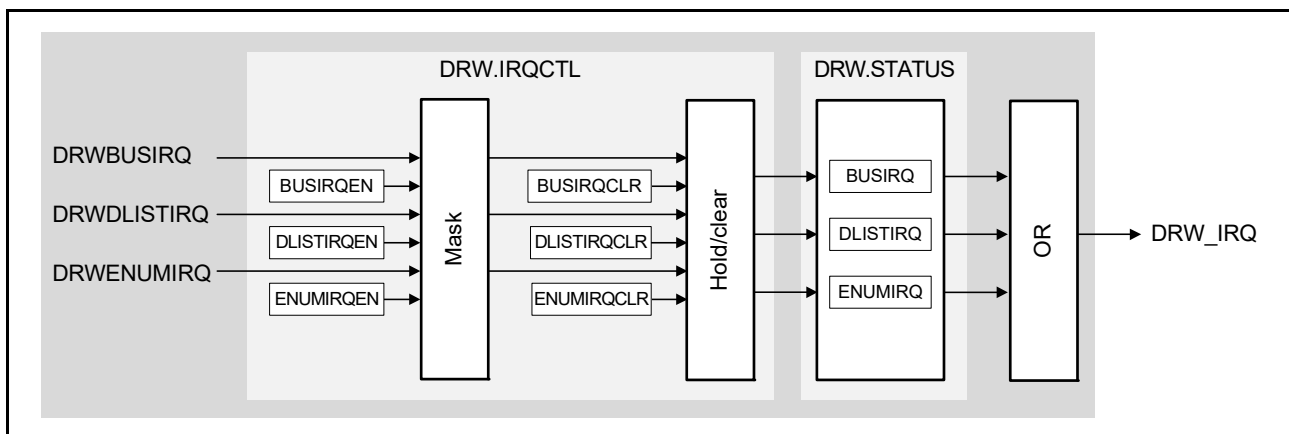 DRW.IRQCTL
DRW.STATUS
DRWBUSIRQ
BUSIRQEN
BUSIRQCLR
BUSIRQ
DRWDLISTIRQ
DLISTIRQEN
DLISTIRQCLR
DLISTIRQ
DRWENUMIRQ
ENUMIRQEN
ENUMIRQCLR
ENUMIRQ
Mask
Hold/clear
OR
DRW_IRQ